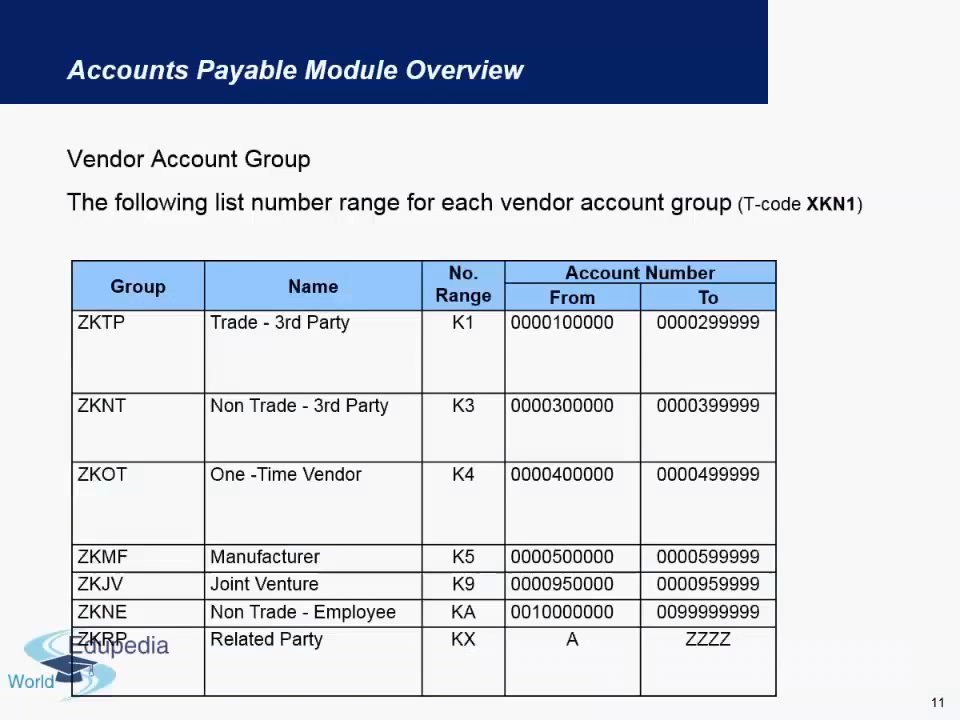 Accounts Payable Module Overview
Vendor Account Group
The following list number range for each vendor account group (T-code XKN1)
Group Name No. Range Account Number
From To
ZKTP Trade - 3rd Party K1 0000100000 0000299999
ZKNT Non Trade - 3rd Party K3 0000300000 0000399999
ZKOT One -Time Vendor K4 0000400000 0000499999
ZKMF Manufacturer K5 0000500000 0000599999
ZKJV Joint Venture K9 0000950000 0000959999
ZKNE Non Trade - Employee KA 0010000000 0099999999
ZKRP Related Party KX A ZZZZ
Edupedia
World
11